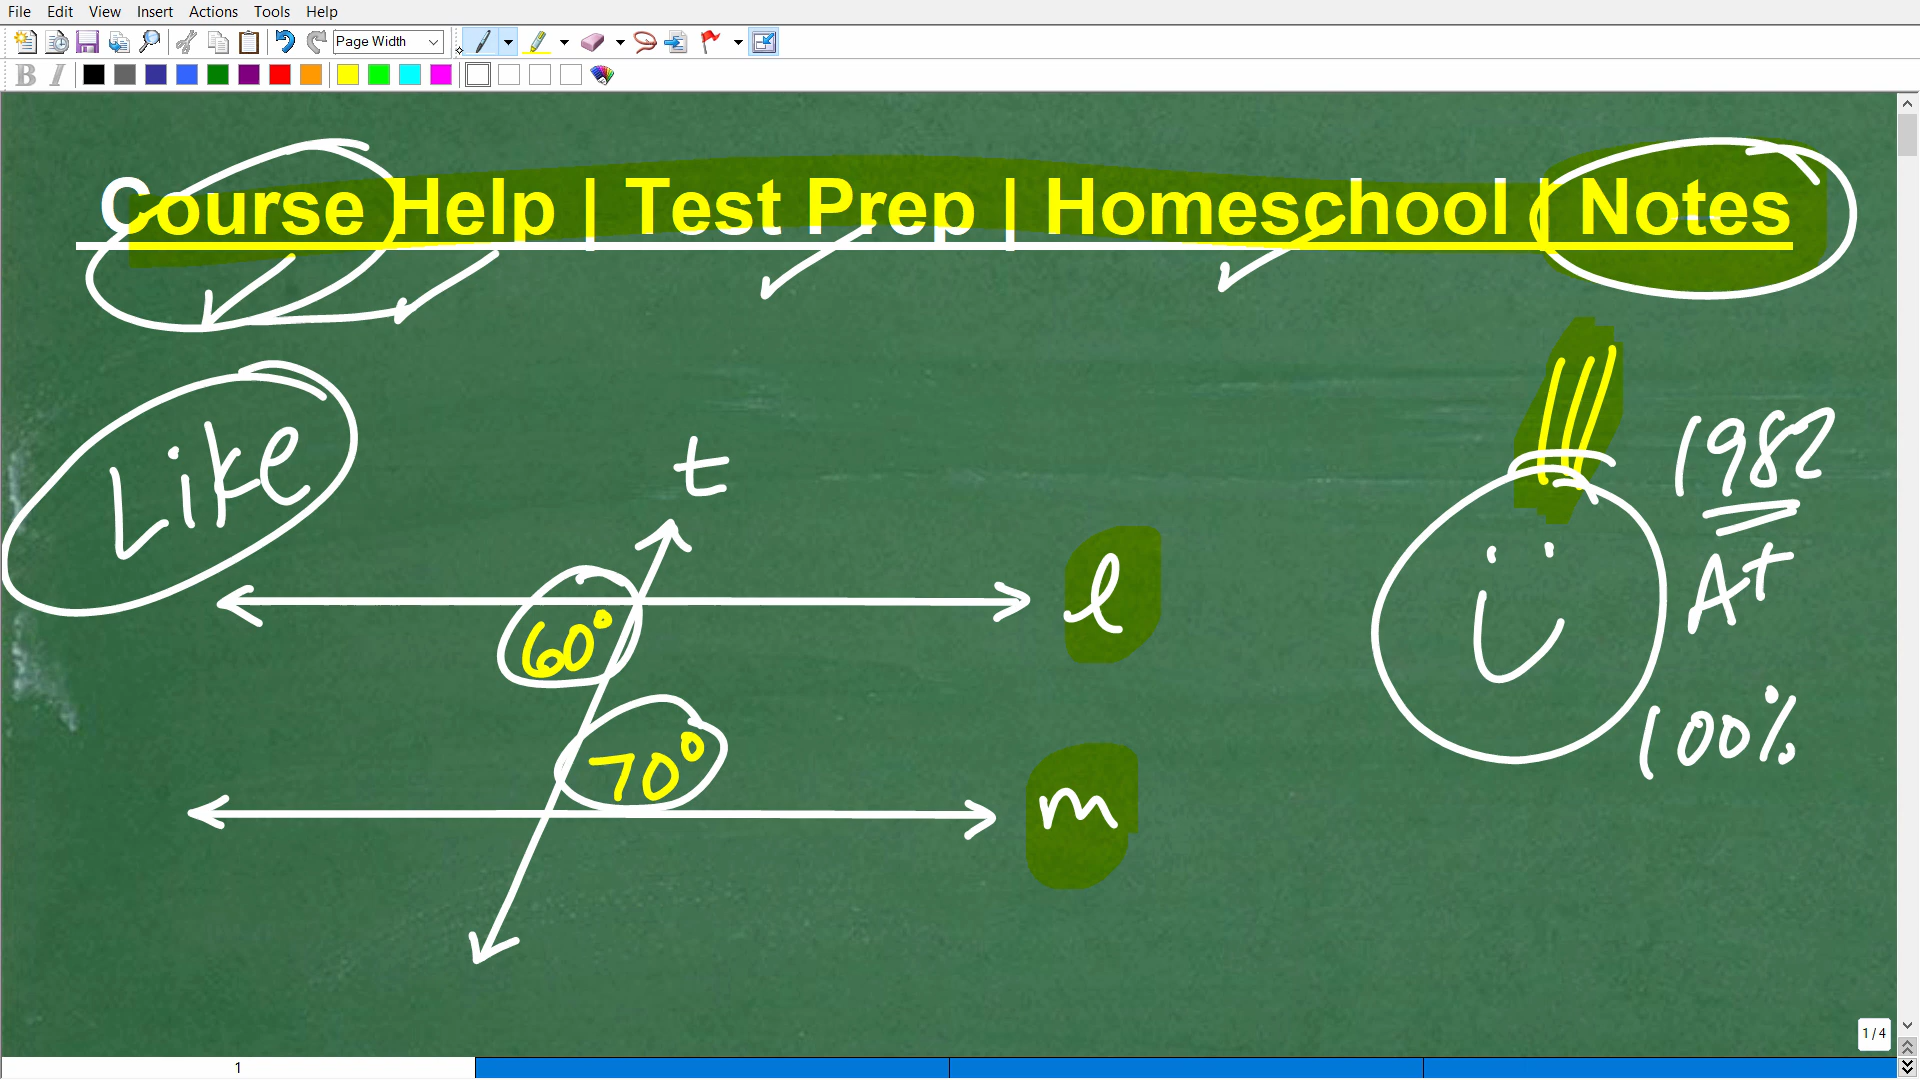 File Edit View Insert Actions Tools Help
Page Width
B I
Course Help | Test Prep | Homeschool | Notes
Like
1982
A+
100%
t
l
60°
70°
m
1 / 4
1